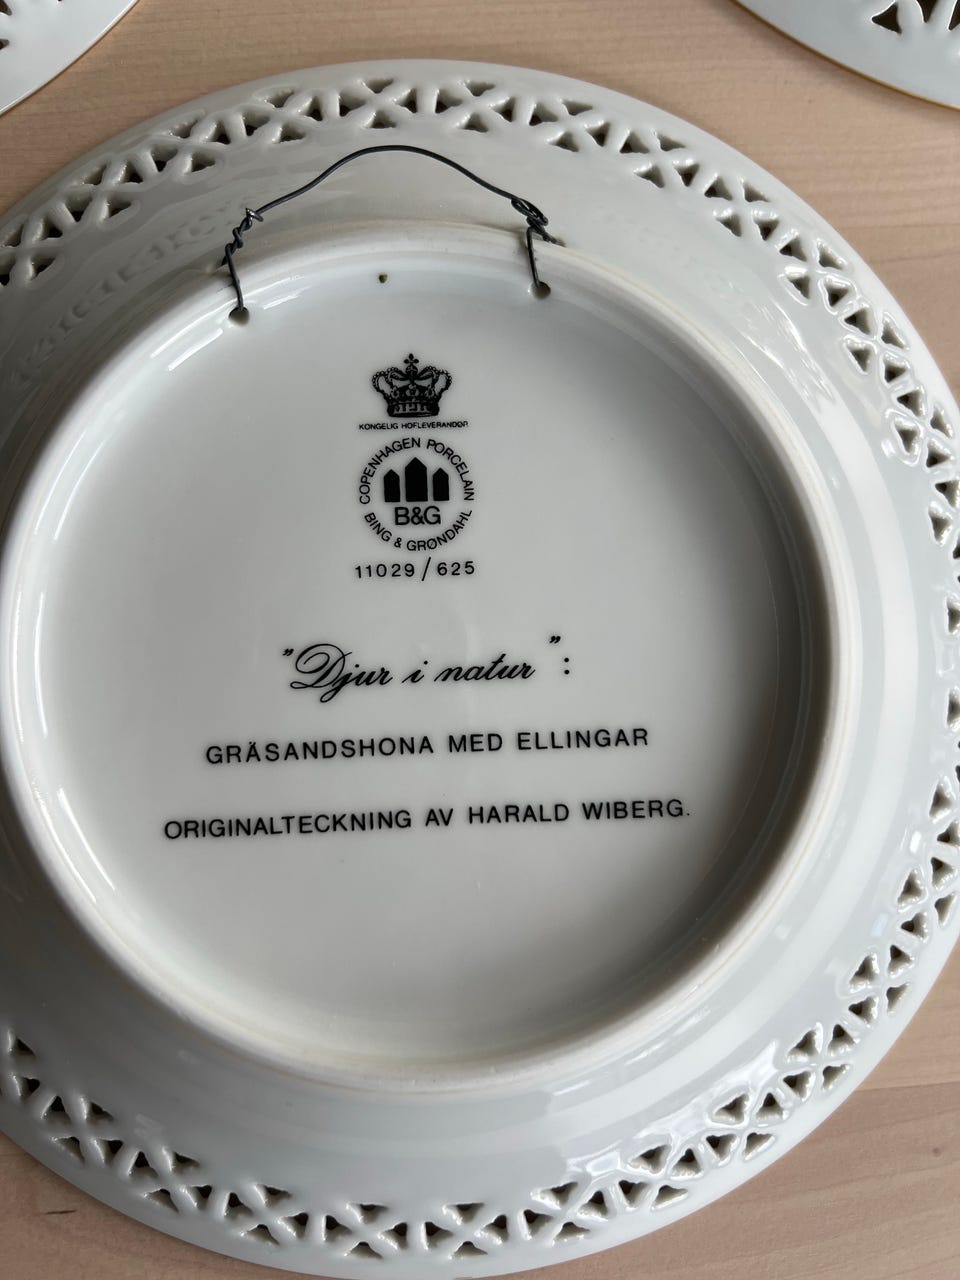 KONGELIG HOFLEVERANDØR
COPENHAGEN PORCELAIN
B&G
BING & GRØNDAHL
11029/625
"Djur i natur":
GRÄSANDSHONA MED ELLINGAR
ORIGINALTECKNING AV HARALD WIBERG.